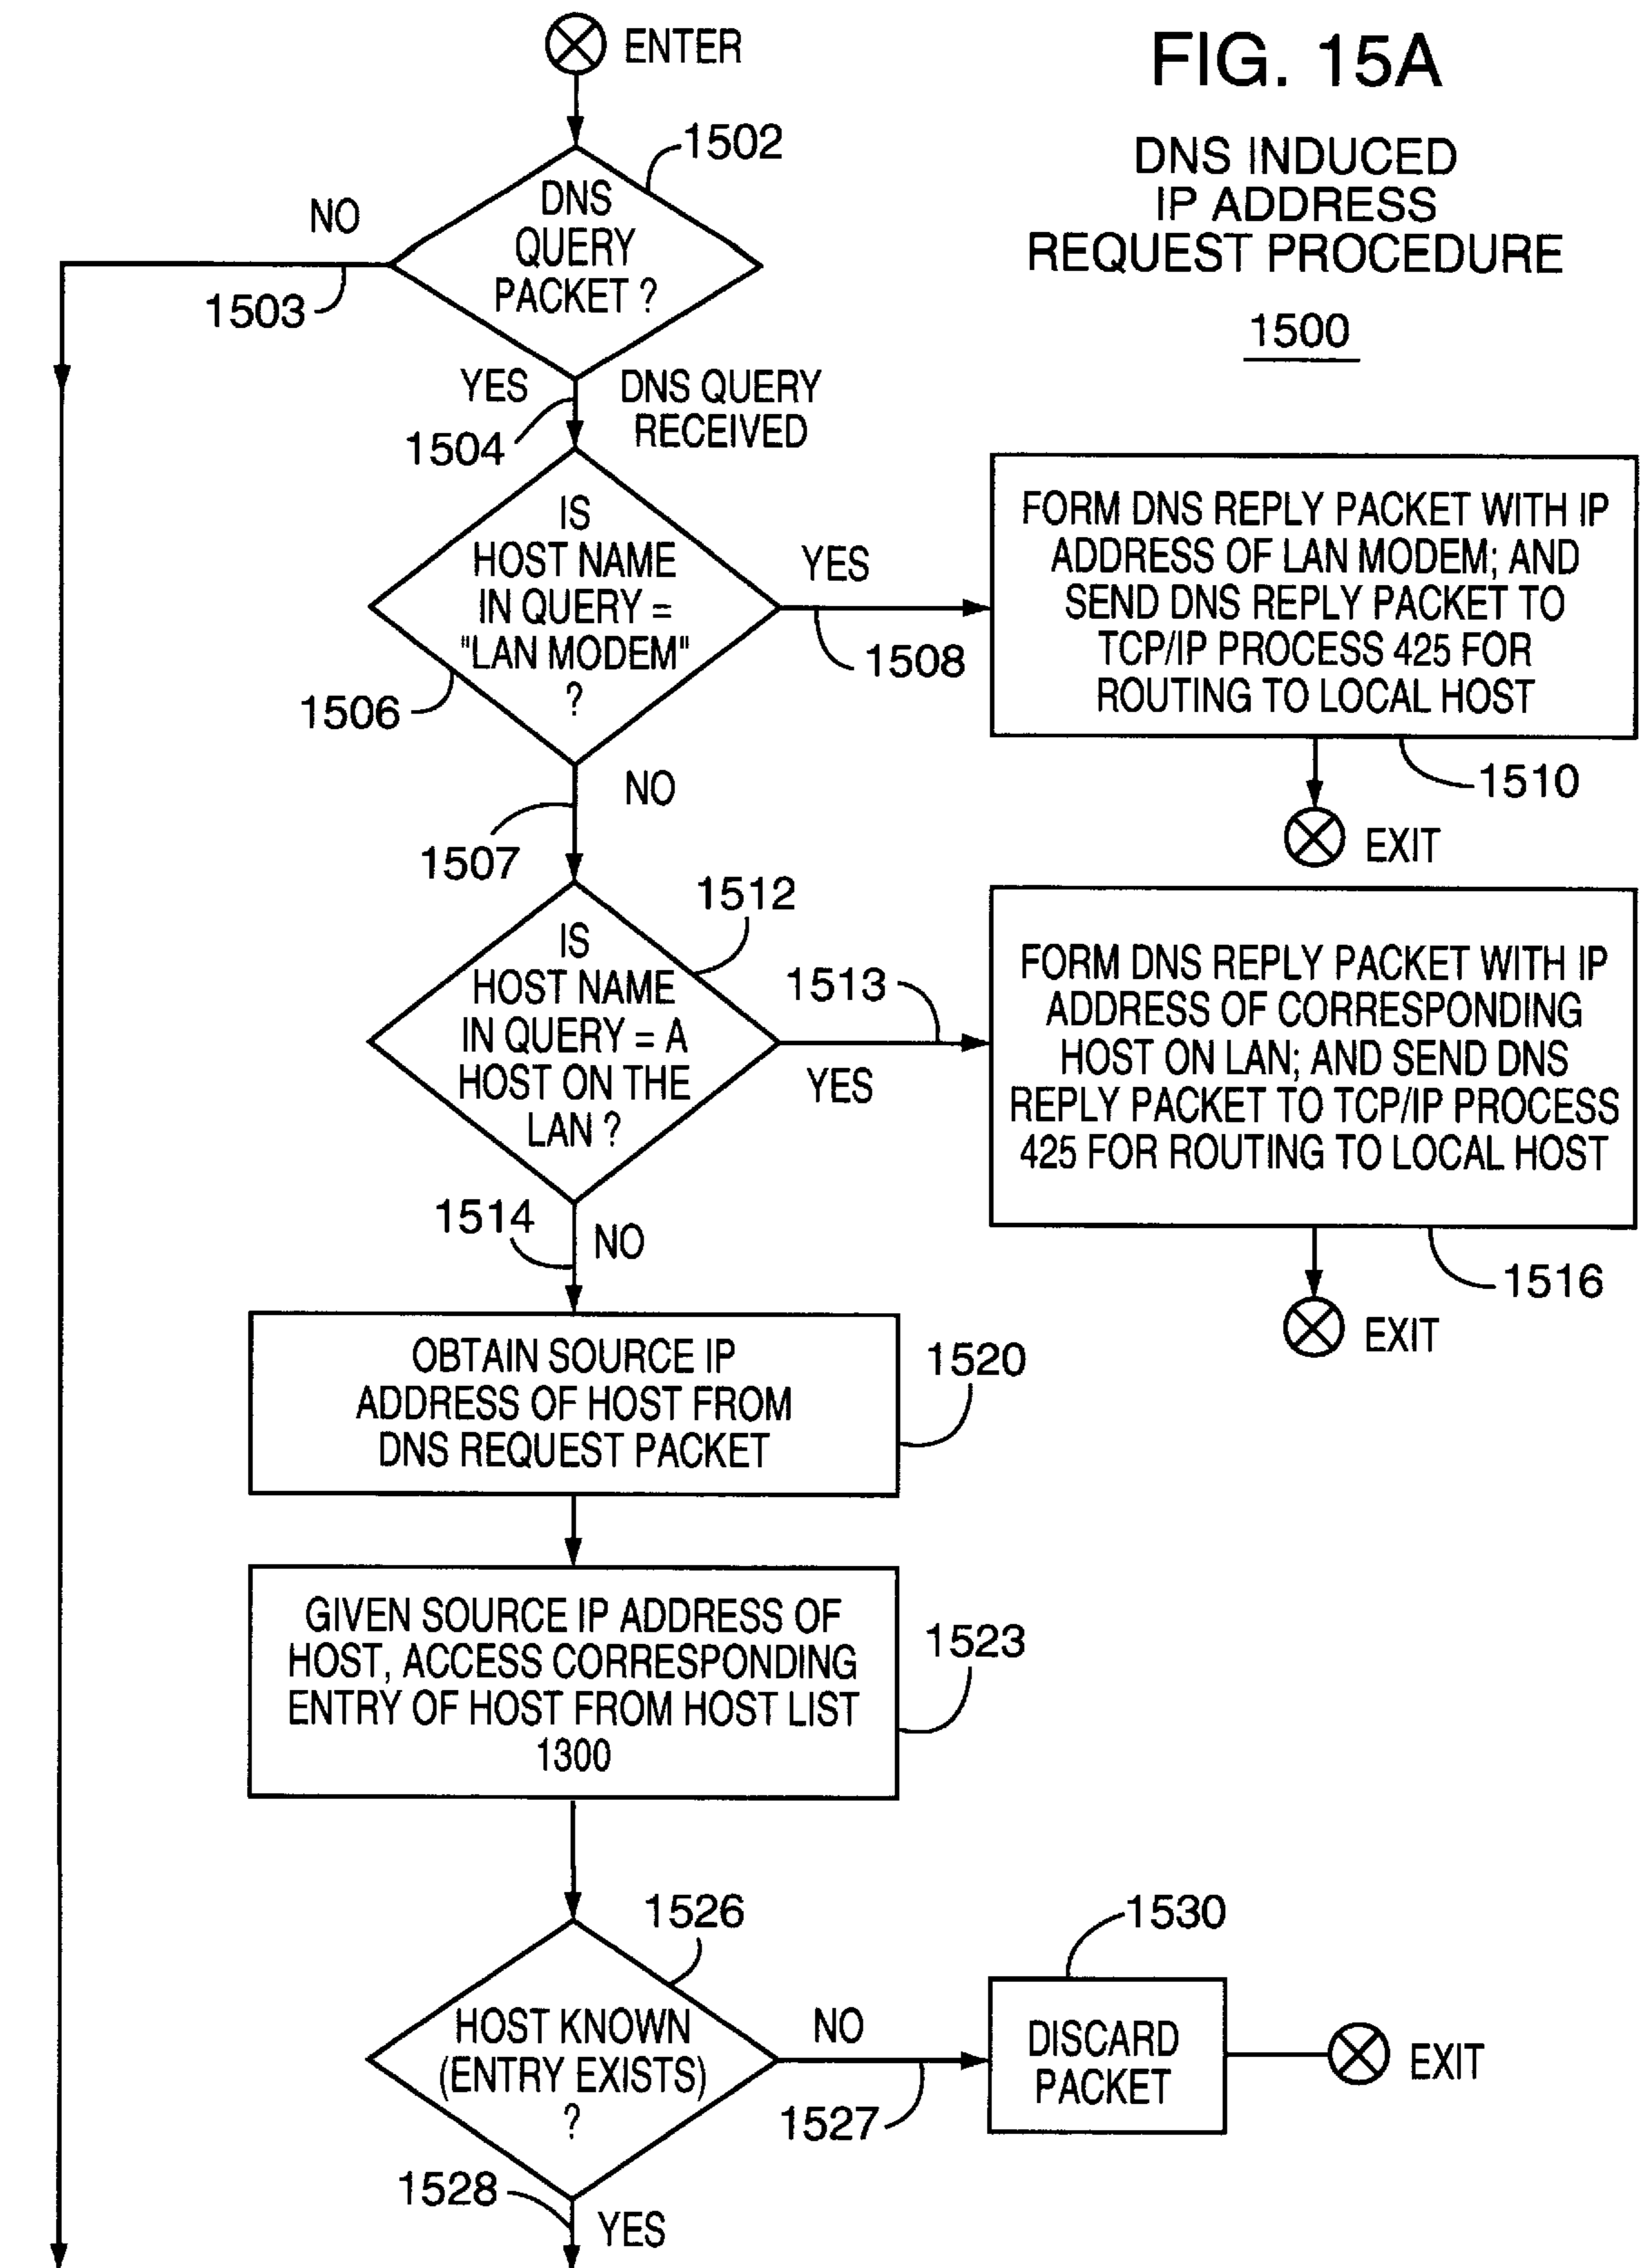 ENTER
FIG. 15A
DNS INDUCED
IP ADDRESS
REQUEST PROCEDURE
1500
1502
DNS
QUERY
PACKET ?
NO
1503
YES
DNS QUERY
RECEIVED
1504
IS
HOST NAME
IN QUERY =
"LAN MODEM"
?
1506
YES
1508
FORM DNS REPLY PACKET WITH IP
ADDRESS OF LAN MODEM; AND
SEND DNS REPLY PACKET TO
TCP/IP PROCESS 425 FOR
ROUTING TO LOCAL HOST
1510
EXIT
NO
1507
1512
IS
HOST NAME
IN QUERY = A
HOST ON THE
LAN ?
1513
YES
FORM DNS REPLY PACKET WITH IP
ADDRESS OF CORRESPONDING
HOST ON LAN; AND SEND DNS
REPLY PACKET TO TCP/IP PROCESS
425 FOR ROUTING TO LOCAL HOST
1516
EXIT
1514
NO
OBTAIN SOURCE IP
ADDRESS OF HOST FROM
DNS REQUEST PACKET
1520
GIVEN SOURCE IP ADDRESS OF
HOST, ACCESS CORRESPONDING
ENTRY OF HOST FROM HOST LIST
1300
1523
1526
HOST KNOWN
(ENTRY EXISTS)
?
NO
1527
1530
DISCARD
PACKET
EXIT
1528
YES